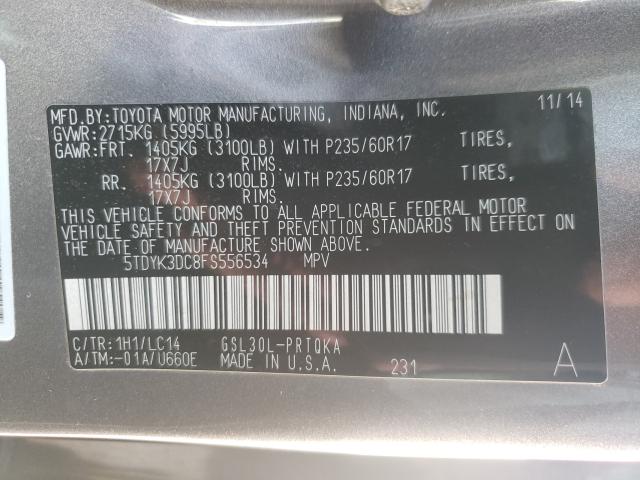 MFD.BY:TOYOTA MOTOR MANUFACTURING, INDIANA, INC. 11/14
GVWR:2715KG (5995LB)
GAWR:FRT. 1405KG (3100LB) WITH P235/60R17 TIRES,
17X7J RIMS.
RR. 1405KG (3100LB) WITH P235/60R17 TIRES,
17X7J RIMS.
THIS VEHICLE CONFORMS TO ALL APPLICABLE FEDERAL MOTOR
VEHICLE SAFETY AND THEFT PREVENTION STANDARDS IN EFFECT ON
THE DATE OF MANUFACTURE SHOWN ABOVE.
5TDYK3DC8FS556534 MPV
C/TR:1H1/LC14 GSL30L-PRTQKA
A/TM:-01A/U660E MADE IN U.S.A. 231 A